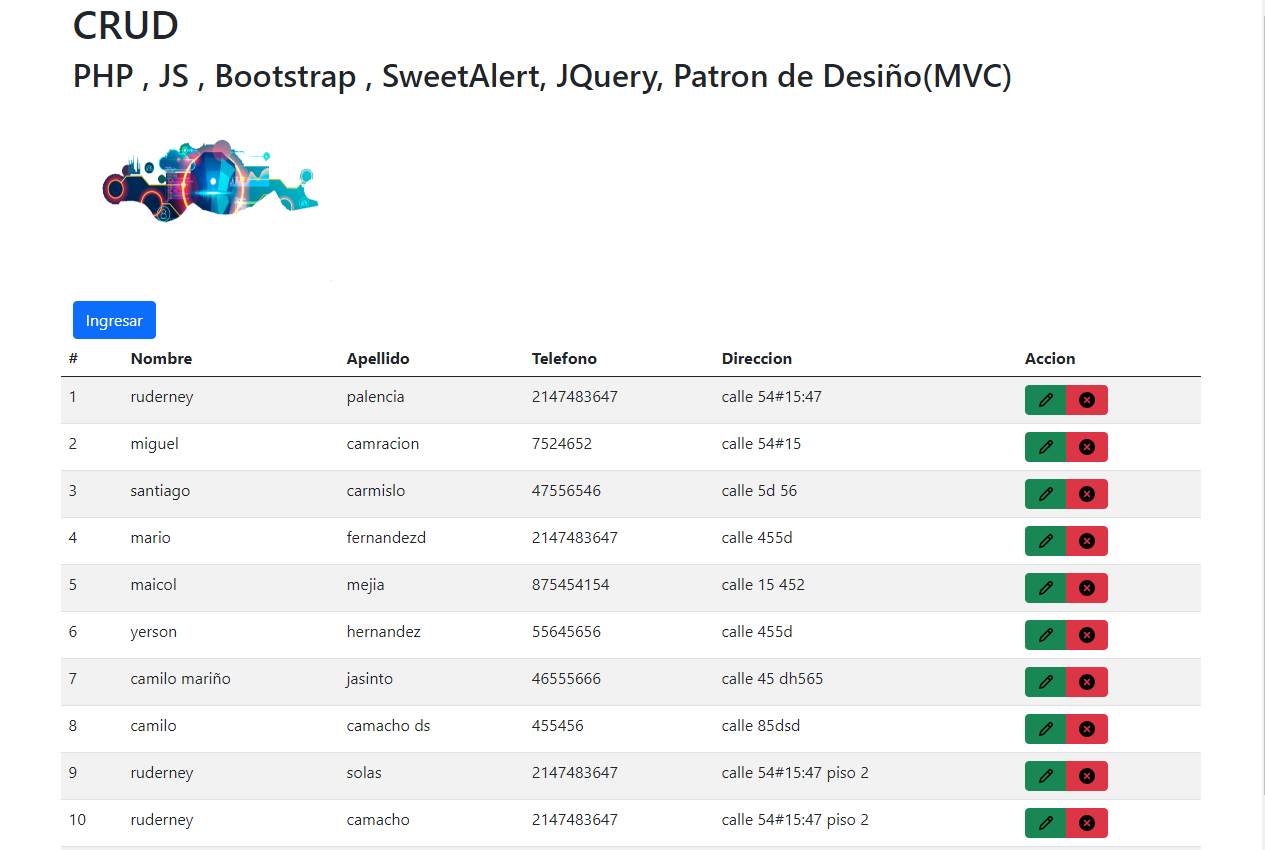 CRUD
PHP , JS , Bootstrap , SweetAlert, JQuery, Patron de Desiño(MVC)
Ingresar
# Nombre Apellido Telefono Direccion Accion
1 ruderney palencia 2147483647 calle 54#15:47
2 miguel camracion 7524652 calle 54#15
3 santiago carmislo 47556546 calle 5d 56
4 mario fernandezd 2147483647 calle 455d
5 maicol mejia 875454154 calle 15 452
6 yerson hernandez 55645656 calle 455d
7 camilo mariño jasinto 46555666 calle 45 dh565
8 camilo camacho ds 455456 calle 85dsd
9 ruderney solas 2147483647 calle 54#15:47 piso 2
10 ruderney camacho 2147483647 calle 54#15:47 piso 2